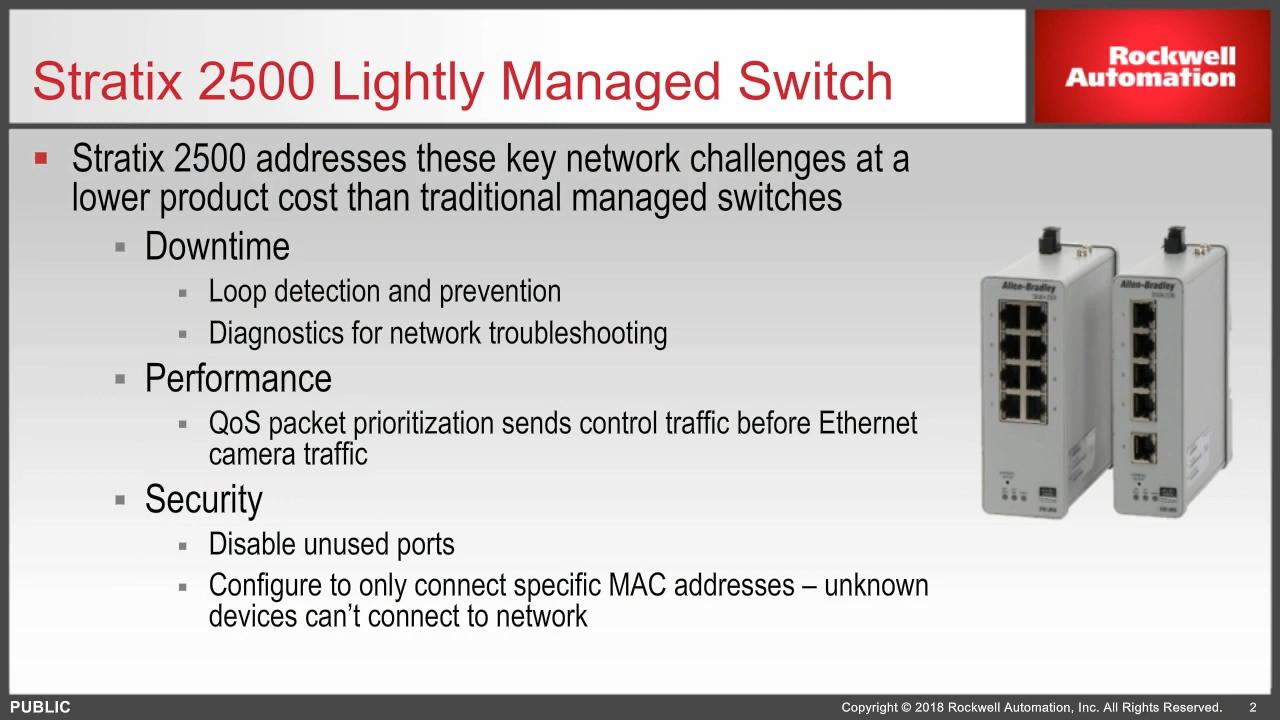 Stratix 2500 Lightly Managed Switch
Rockwell
Automation
Stratix 2500 addresses these key network challenges at a
lower product cost than traditional managed switches
Downtime
Loop detection and prevention
Diagnostics for network troubleshooting
Performance
QoS packet prioritization sends control traffic before Ethernet
camera traffic
Security
Disable unused ports
Configure to only connect specific MAC addresses – unknown
devices can’t connect to network
Allen-Bradley
Allen-Bradley
PUBLIC
Copyright © 2018 Rockwell Automation, Inc. All Rights Reserved.
2